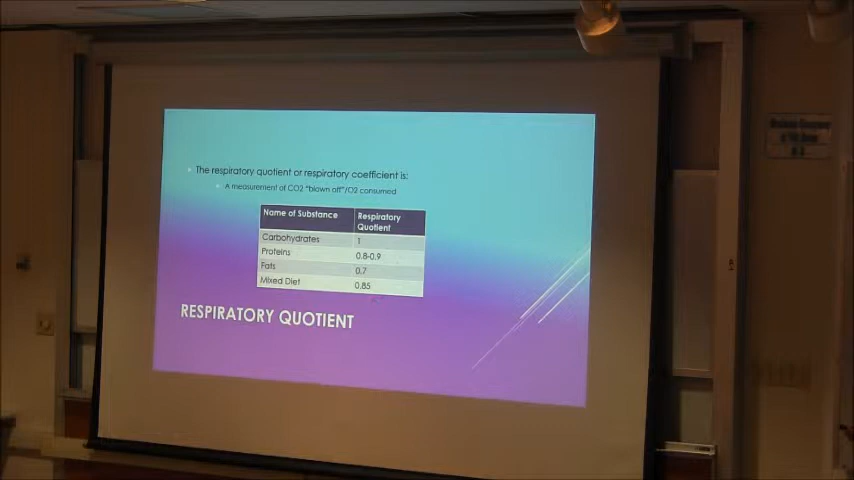 The respiratory quotient or respiratory coefficient is:
A measurement of CO2 "blown off"/O2 consumed
Name of Substance Respiratory Quotient
Carbohydrates 1
Proteins 0.8-0.9
Fats 0.7
Mixed Diet 0.85
RESPIRATORY QUOTIENT